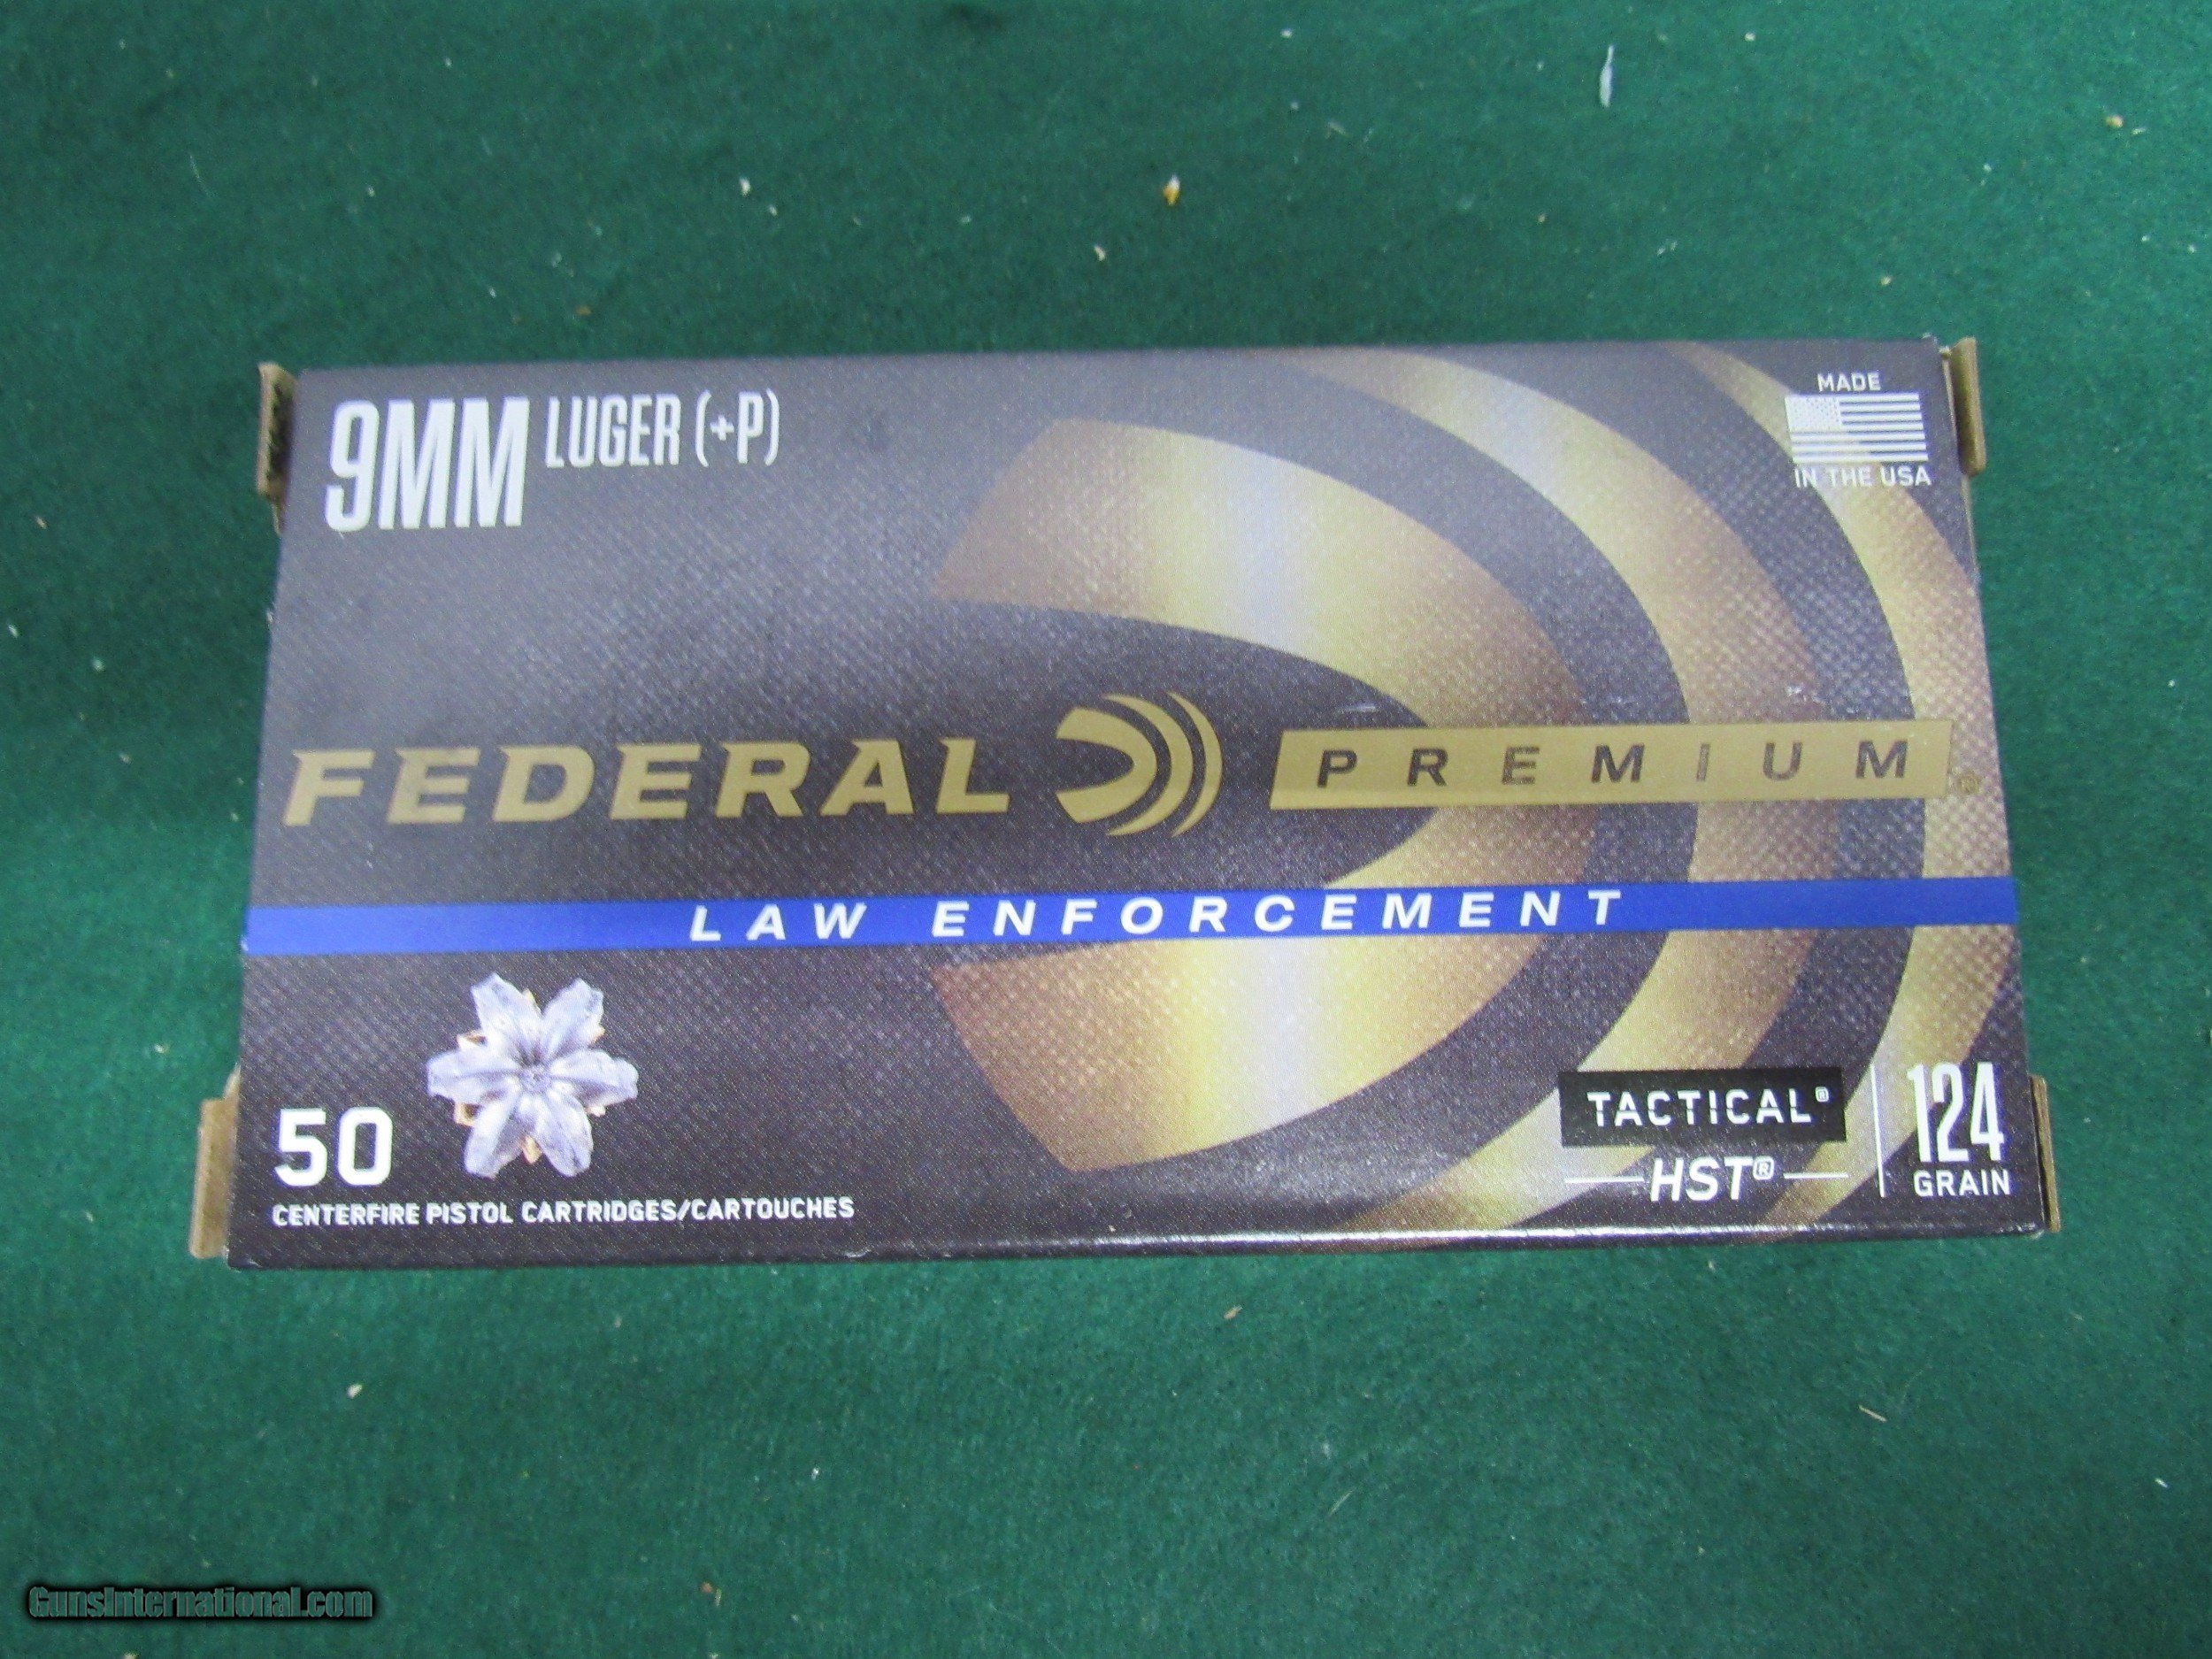 9MM LUGER (+P)
MADE
IN THE USA
FEDERAL PREMIUM®
LAW ENFORCEMENT
50
CENTERFIRE PISTOL CARTRIDGES/CARTOUCHES
TACTICAL®
HST®
124
GRAIN
GunsInternational.com